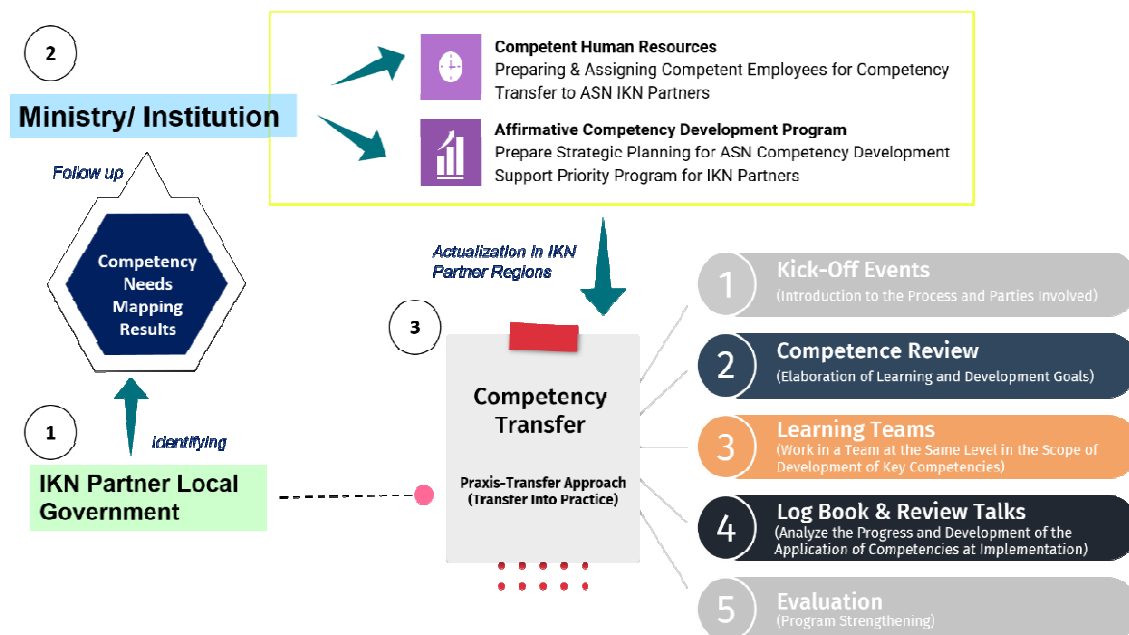 2
Ministry/ Institution
Competent Human Resources
Preparing & Assigning Competent Employees for Competency
Transfer to ASN IKN Partners
Affirmative Competency Development Program
Prepare Strategic Planning for ASN Competency Development
Support Priority Program for IKN Partners
Follow up
Competency
Needs
Mapping
Results
1
Identifying
IKN Partner Local
Government
Actualization in IKN
Partner Regions
3
Competency
Transfer
Praxis-Transfer Approach
(Transfer Into Practice)
1
Kick-Off Events
(Introduction to the Process and Parties Involved)
2
Competence Review
(Elaboration of Learning and Development Goals)
3
Learning Teams
(Work in a Team at the Same Level in the Scope of
Development of Key Competencies)
4
Log Book & Review Talks
(Analyze the Progress and Development of the
Application of Competencies at Implementation)
5
Evaluation
(Program Strengthening)